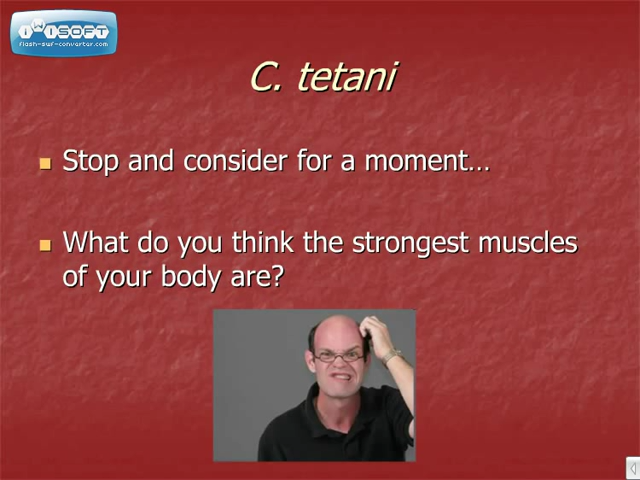 iWiSOFT
flash-swf-converter.com
C. tetani
Stop and consider for a moment...
What do you think the strongest muscles
of your body are?